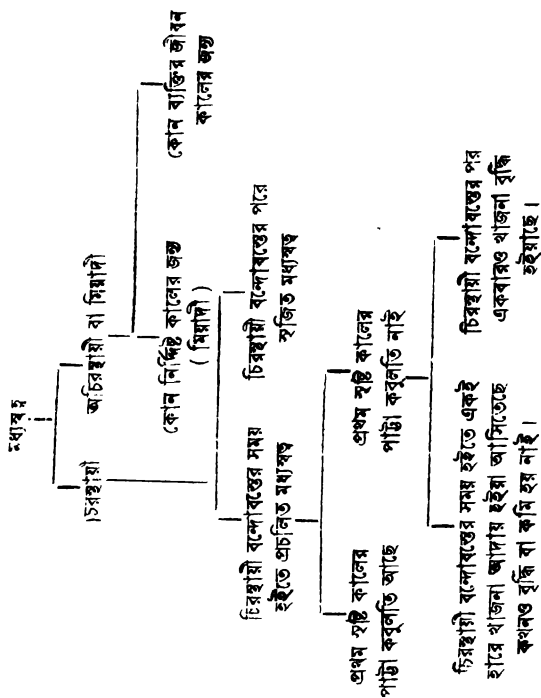 মধ্যস্বত্ব
চিরস্থায়ী
অচিরস্থায়ী বা মিয়াদী
কোন নির্দ্দিষ্ট কালের জন্য
( মিয়াদী )
কোন ব্যক্তির জীবন
কালের জন্য
চিরস্থায়ী বন্দোবস্তের সময়
হইতে প্রচলিত মধ্যস্বত্ব
চিরস্থায়ী বন্দোবস্তের পরে
সৃজিত মধ্যস্বত্ব
প্রথম সৃষ্টি কালের
পাট্টা কবুলতি আছে
প্রথম সৃষ্টি কালের
পাট্টা কবুলতি নাই
চিরস্থায়ী বন্দোবস্তের সময় হইতে একই
হারে খাজনা আদায় হইয়া আসিতেছে
কখনও বৃদ্ধি বা কমি হয় নাই।
চিরস্থায়ী বন্দোবস্তের পর
একবারও খাজনা বৃদ্ধি
হইয়াছে।